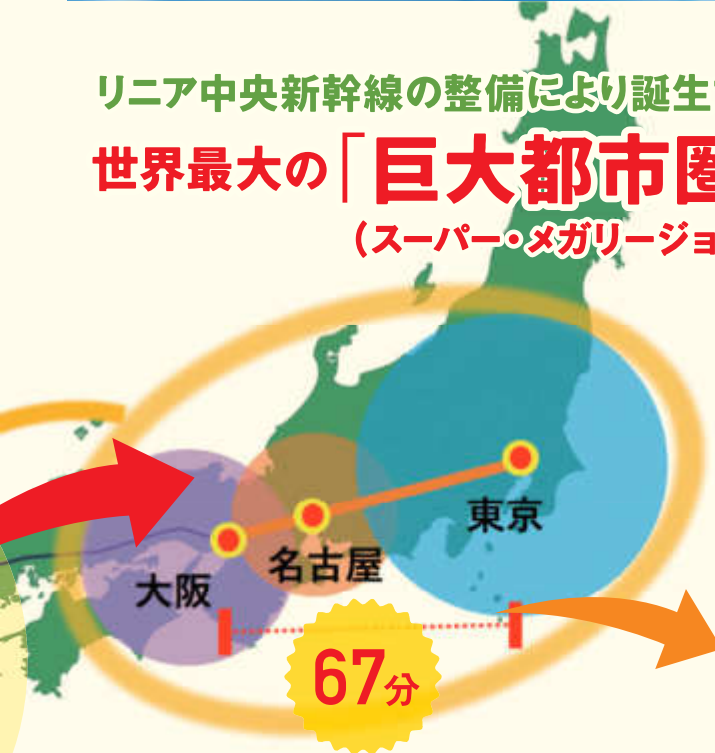 リニア中央新幹線の整備により誕生
世界最大の「巨大都市圏
(スーパー・メガリージョ
東京
名古屋
大阪
67分